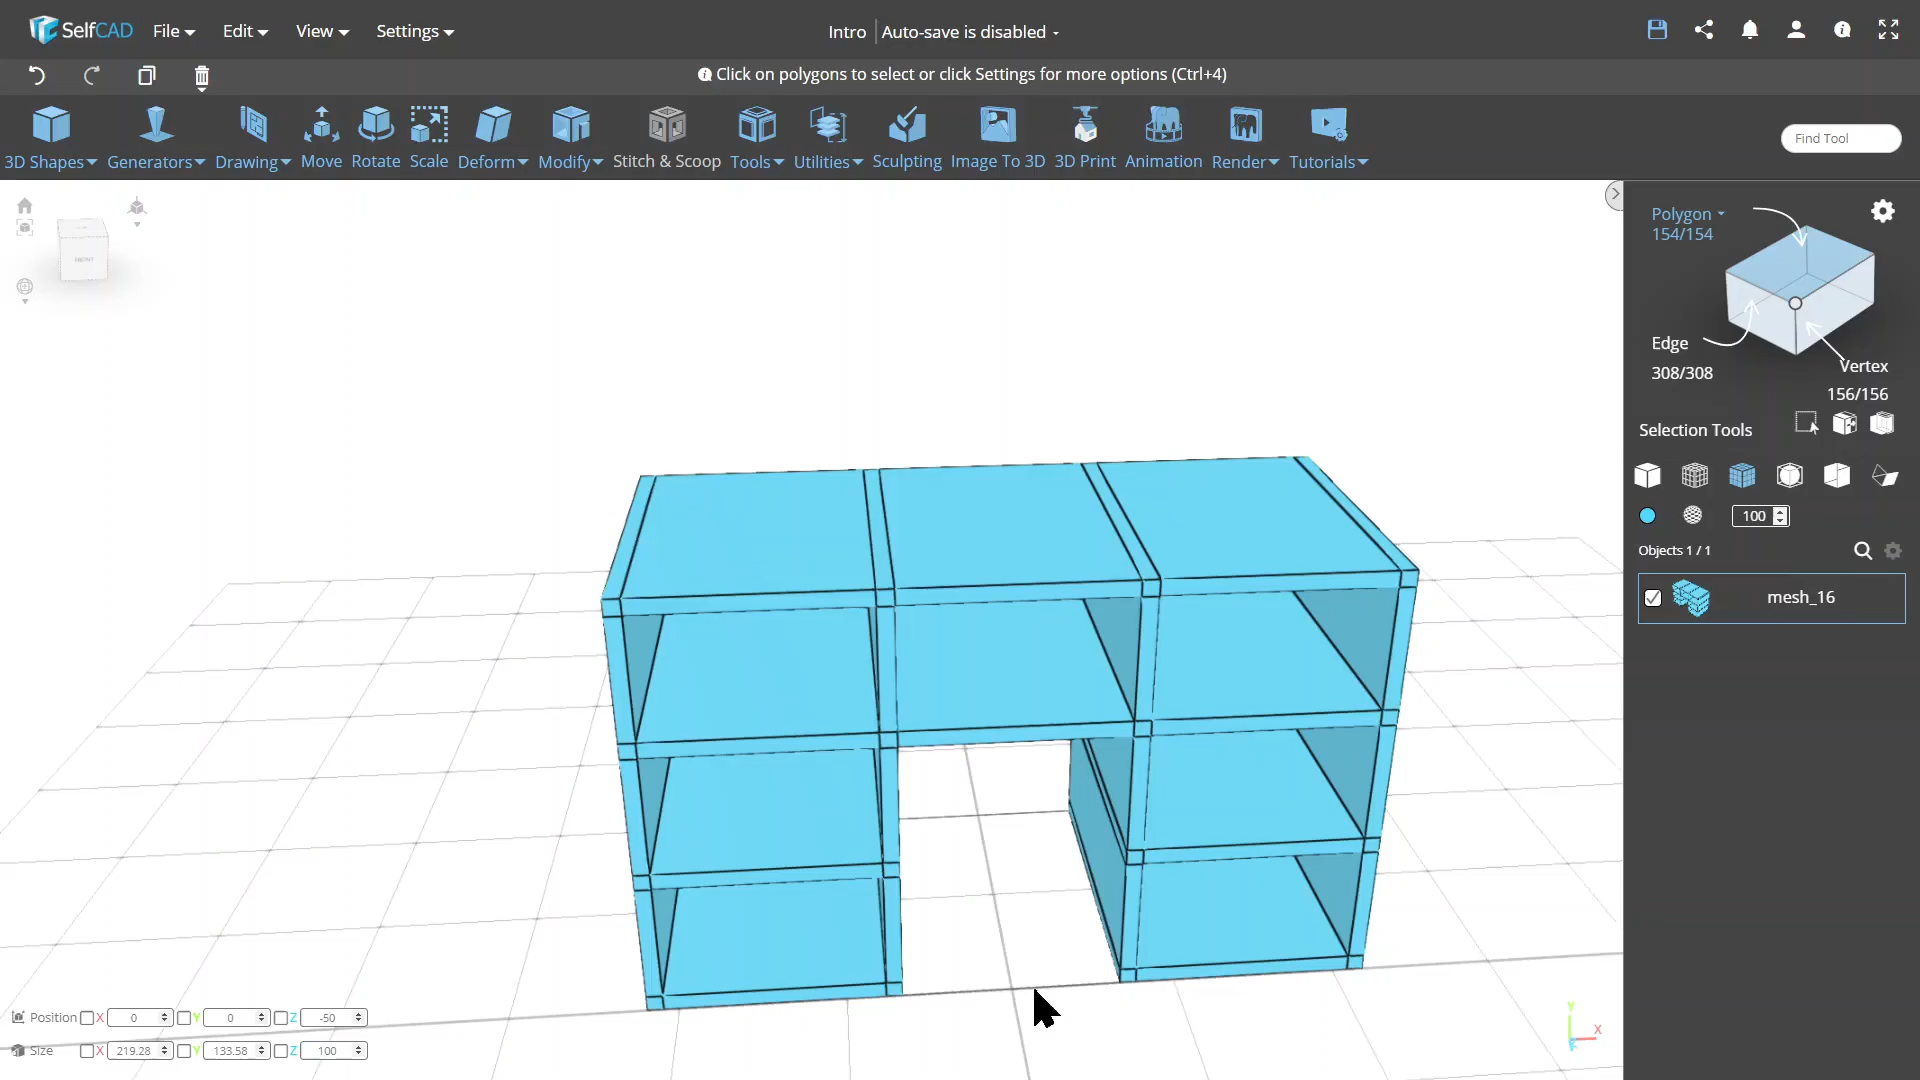 SelfCAD File Edit View Settings Intro Auto-save is disabled
Click on polygons to select or click Settings for more options (Ctrl+4)
3D Shapes Generators Drawing Move Rotate Scale Deform Modify Stitch & Scoop Tools Utilities Sculpting Image To 3D 3D Print Animation Render Tutorials Find Tool
Polygon
154/154
FRONT
Edge
308/308
Vertex
156/156
Selection Tools
100
Objects 1 / 1
mesh_16
Position X 0 Y 0 Z -50
Size X 219.28 Y 133.58 Z 100
Y
X
Z